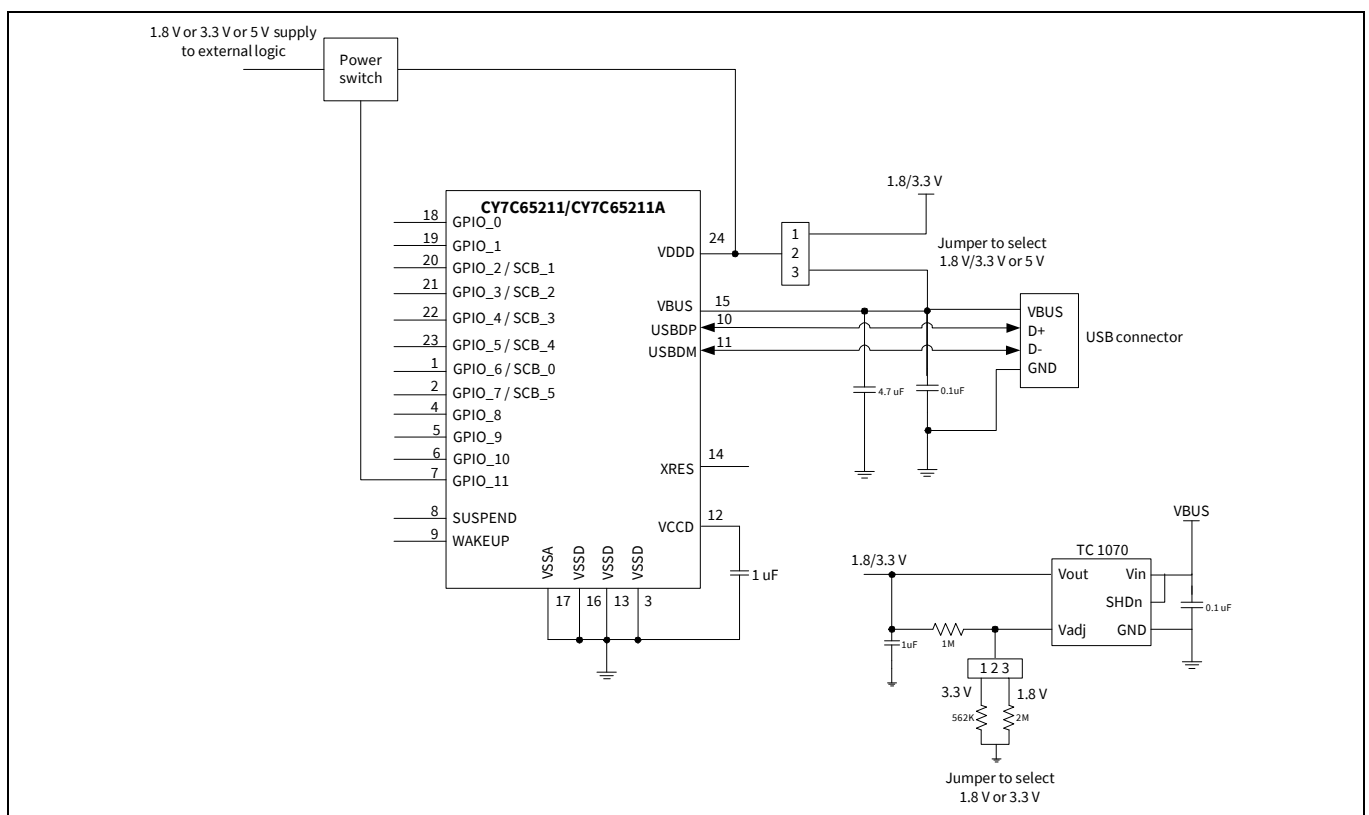 1.8 V or 3.3 V or 5 V supply
to external logic
Power
switch
CY7C65211/CY7C65211A
18 GPIO_0
19 GPIO_1
20 GPIO_2 / SCB_1
21 GPIO_3 / SCB_2
22 GPIO_4 / SCB_3
23 GPIO_5 / SCB_4
1 GPIO_6 / SCB_0
2 GPIO_7 / SCB_5
4 GPIO_8
5 GPIO_9
6 GPIO_10
7 GPIO_11
8 SUSPEND
9 WAKEUP
VDDD 24
VBUS 15
USBDP 10
USBDM 11
XRES 14
VCCD 12
1 uF
VSSA
VSSD
VSSD
VSSD
17 16 13 3
1.8/3.3 V
1
2
3
Jumper to select
1.8 V/3.3 V or 5 V
VBUS
D+
D-
GND
USB connector
4.7 uF
0.1uF
VBUS
TC 1070
1.8/3.3 V
Vout Vin
SHDn
Vadj GND
0.1 uF
1uF
1M
1 2 3
3.3 V 1.8 V
562K 2M
Jumper to select
1.8 V or 3.3 V